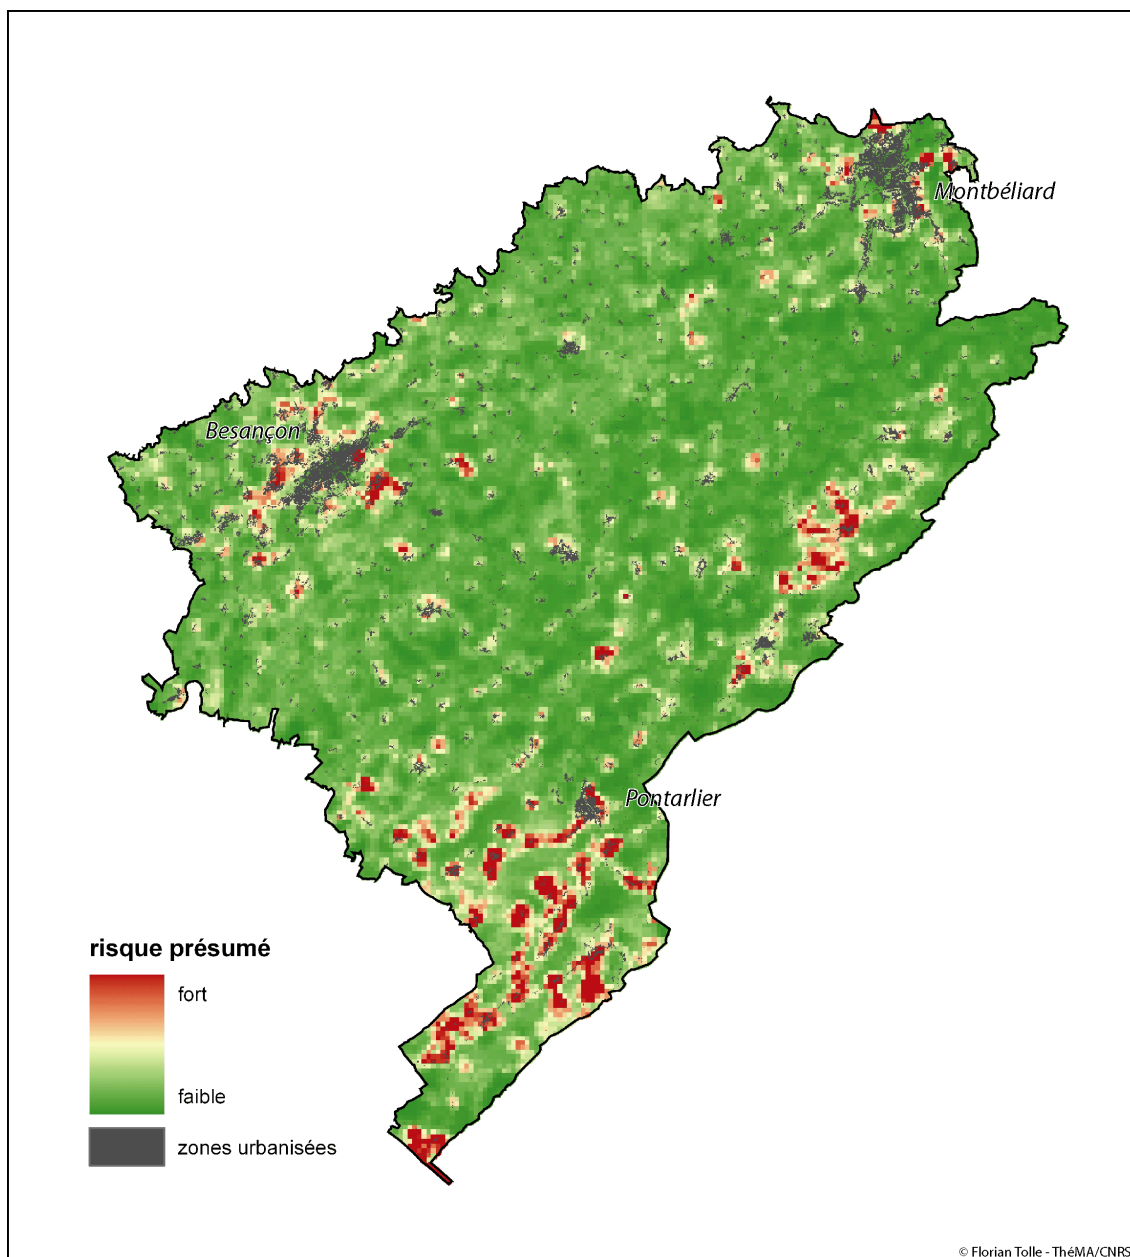 Montbéliard
Besançon
Pontarlier
risque présumé
fort
faible
zones urbanisées
© Florian Tolle - ThéMA/CNRS